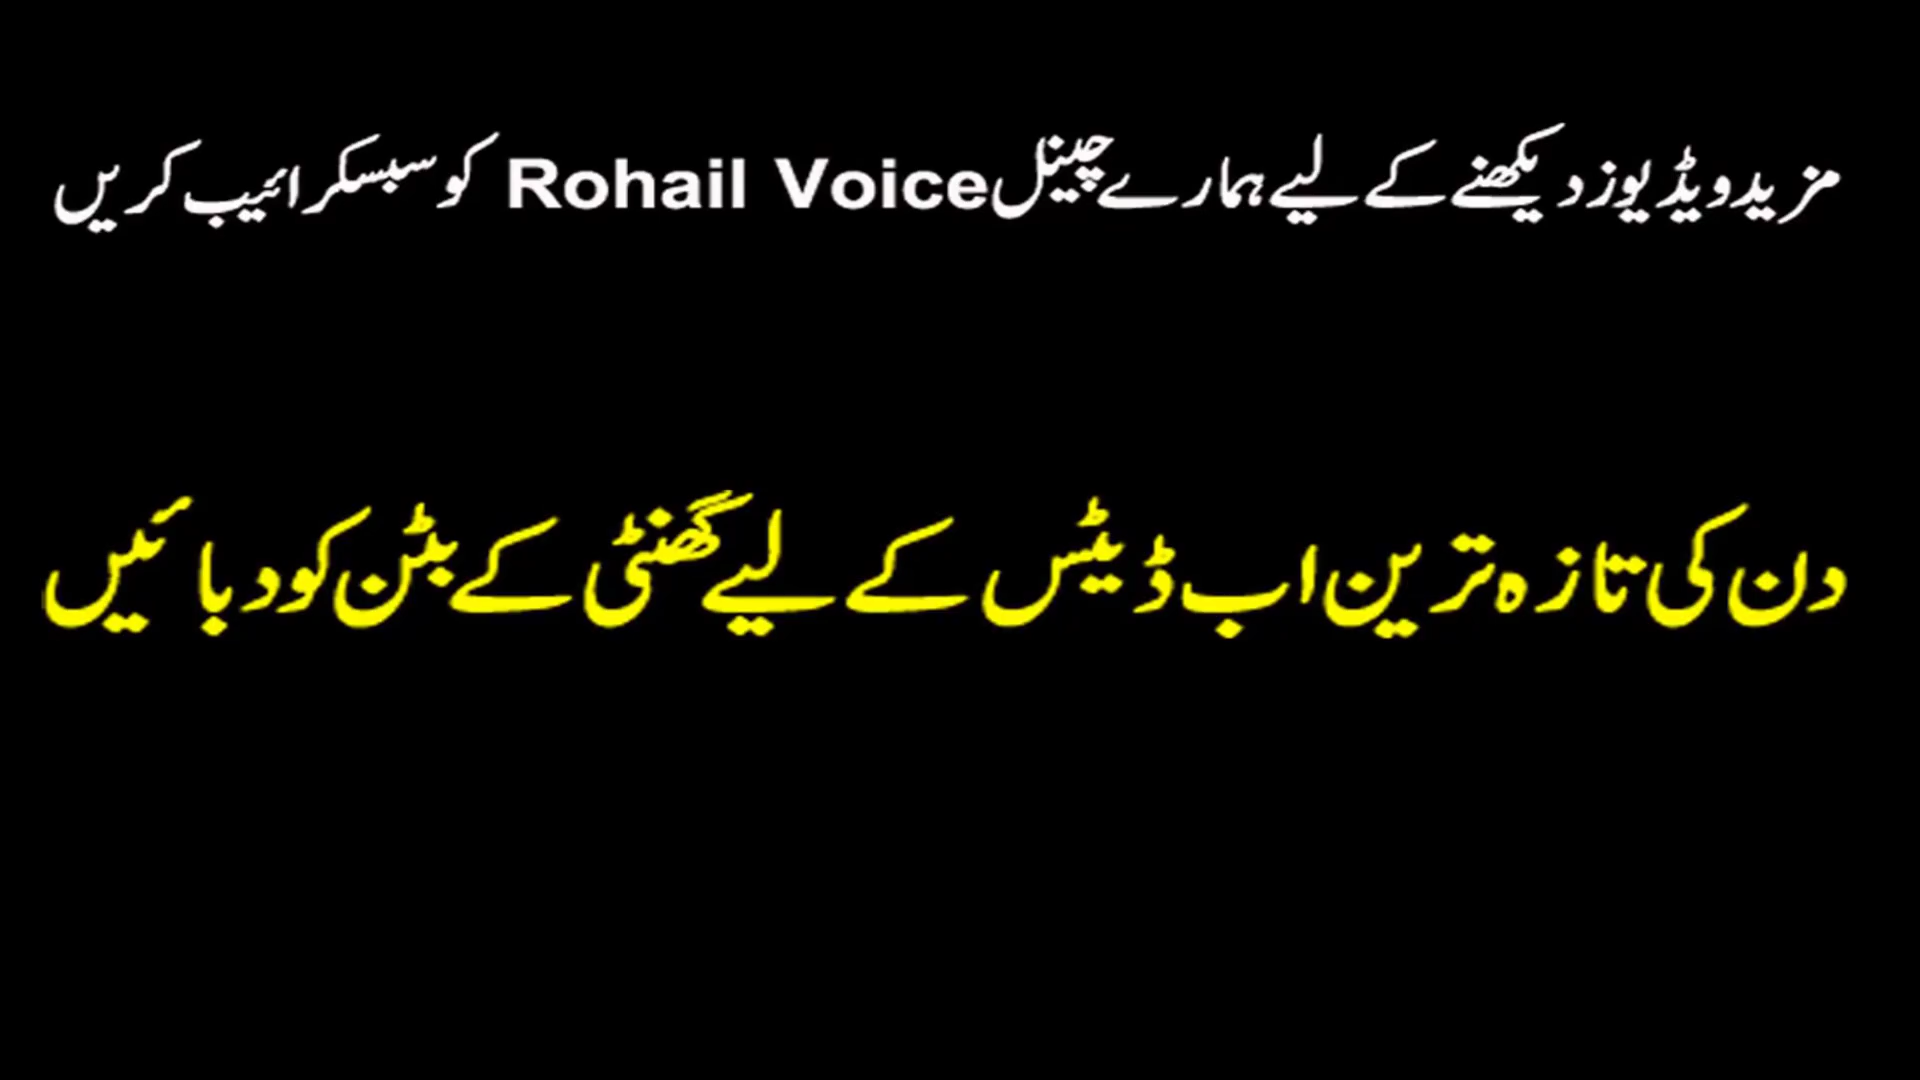 مزید ویڈیوز دیکھنے کے لیے ہمارے چینل Rohail Voice کو سبسکرائیب کریں
دن کی تازہ ترین اب ڈیٹس کے لیے گھنٹی کے بٹن کو دبائیں